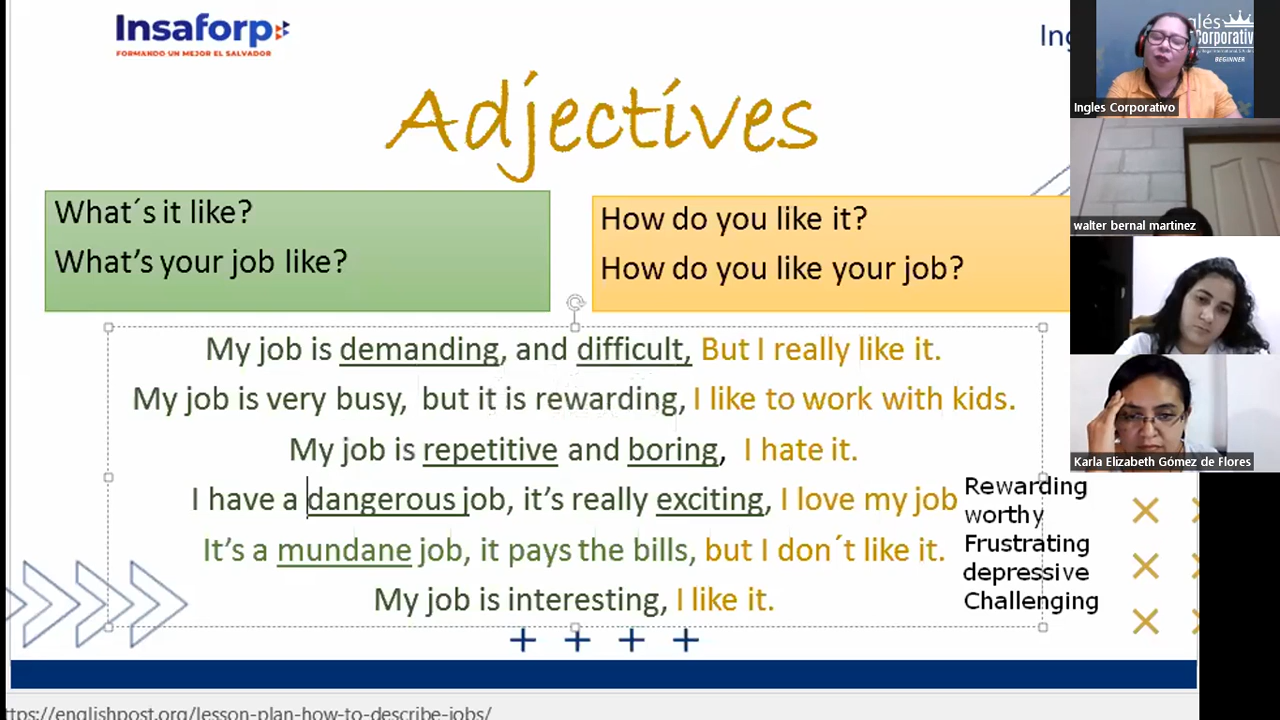 Insaforp
FORMANDO UN MEJOR EL SALVADOR
Ing
Adjectives
What´s it like?
What's your job like?
How do you like it?
How do you like your job?
My job is demanding, and difficult, But I really like it.
My job is very busy, but it is rewarding, I like to work with kids.
My job is repetitive and boring, I hate it.
I have a dangerous job, it's really exciting, I love my job
It's a mundane job, it pays the bills, but I don´t like it.
My job is interesting, I like it.
Rewarding
worthy
Frustrating
depressive
Challenging
ttps://englishpost.org/lesson-plan-how-to-describe-jobs/
glés
corporativ
BEGINNER
Ingles Corporativo
walter bernal martinez
Karla Elizabeth Gómez de Flores